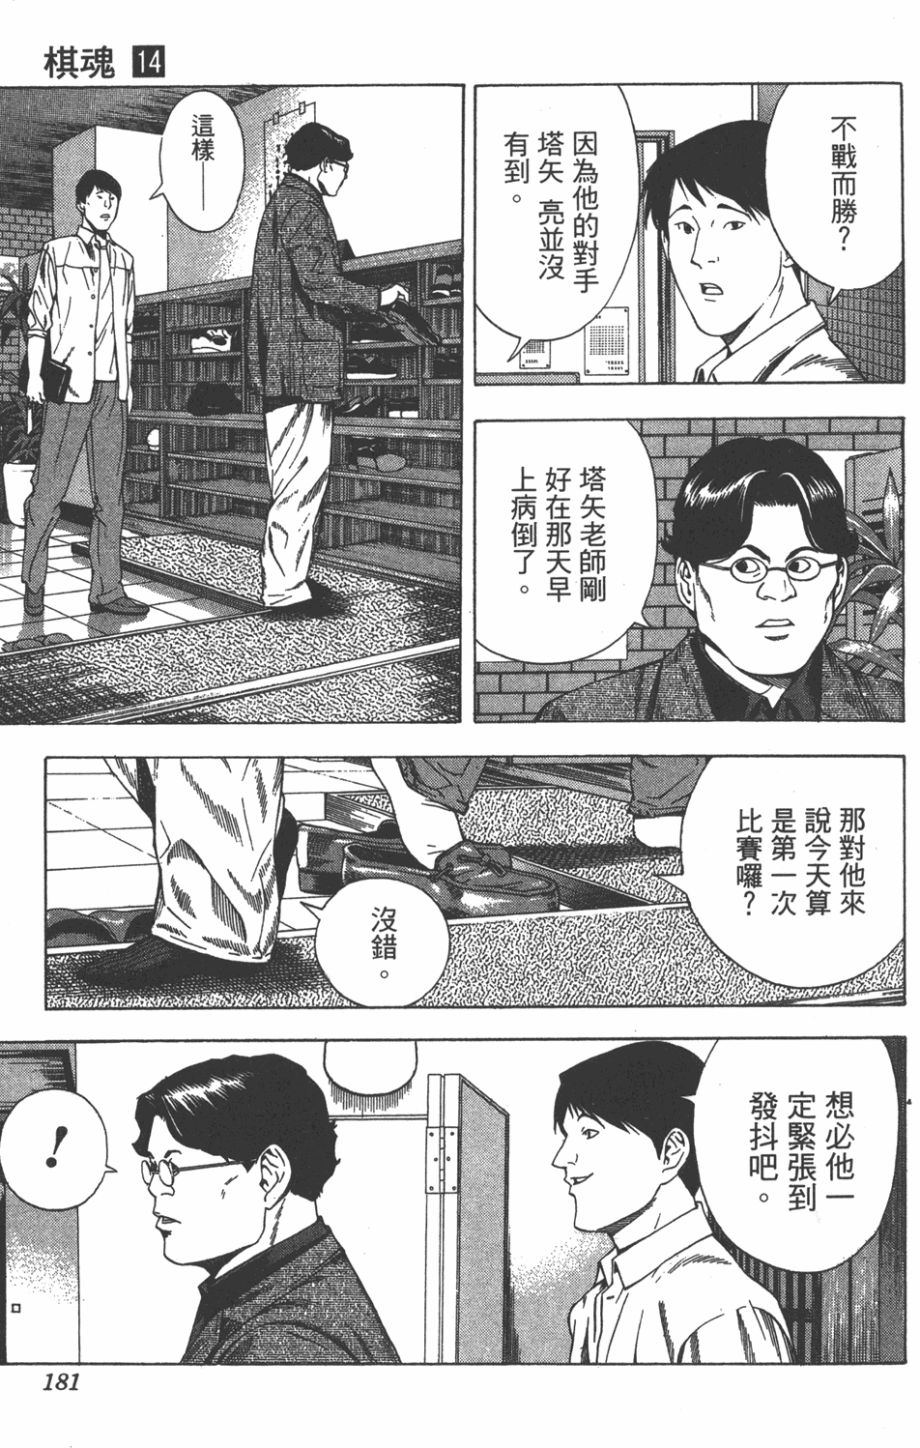 棋魂 14
不戰而勝？
因為他的對手
塔矢 亮並沒
有到。
塔矢老師剛
好在那天早
上病倒了。
這樣──
那對他來
說今天算
是第一次
比賽囉？
沒錯。
想必他一
定緊張到
發抖吧。
！
181